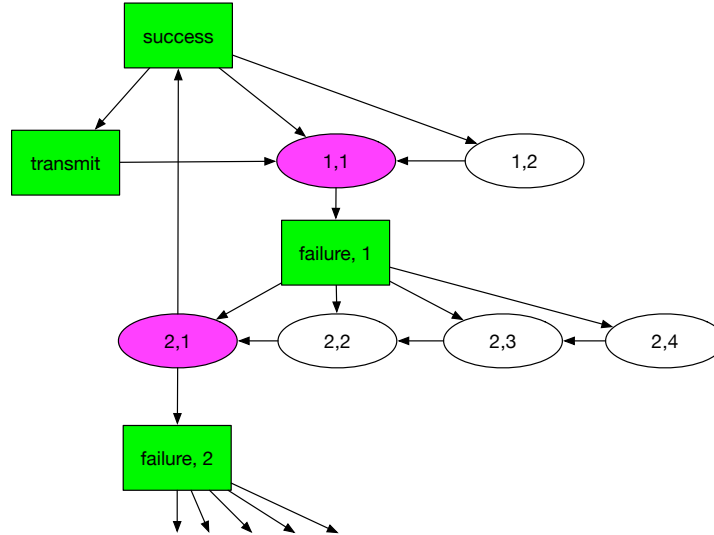 success
transmit
1,1
1,2
failure, 1
2,1
2,2
2,3
2,4
failure, 2